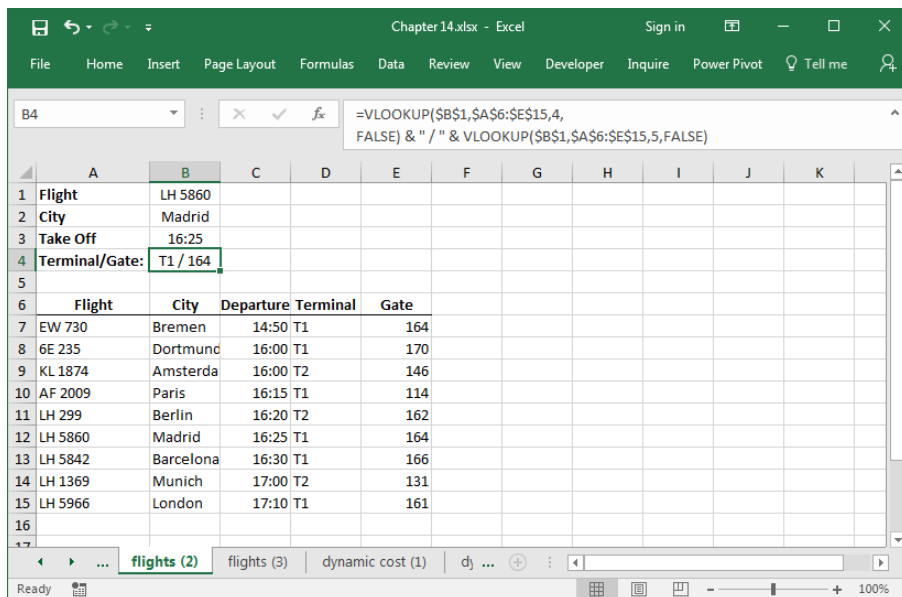 Chapter 14.xlsx - Excel Sign in
File Home Insert Page Layout Formulas Data Review View Developer Inquire Power Pivot Tell me
B4 fx =VLOOKUP($B$1,$A$6:$E$15,4,
FALSE) & " / " & VLOOKUP($B$1,$A$6:$E$15,5,FALSE)
A B C D E F G H I J K
1 Flight LH 5860
2 City Madrid
3 Take Off 16:25
4 Terminal/Gate: T1 / 164
5
6 Flight City Departure Terminal Gate
7 EW 730 Bremen 14:50 T1 164
8 6E 235 Dortmund 16:00 T1 170
9 KL 1874 Amsterda 16:00 T2 146
10 AF 2009 Paris 16:15 T1 114
11 LH 299 Berlin 16:20 T2 162
12 LH 5860 Madrid 16:25 T1 164
13 LH 5842 Barcelona 16:30 T1 166
14 LH 1369 Munich 17:00 T2 131
15 LH 5966 London 17:10 T1 161
16
17
... flights (2) flights (3) dynamic cost (1) dy ...
Ready 100%